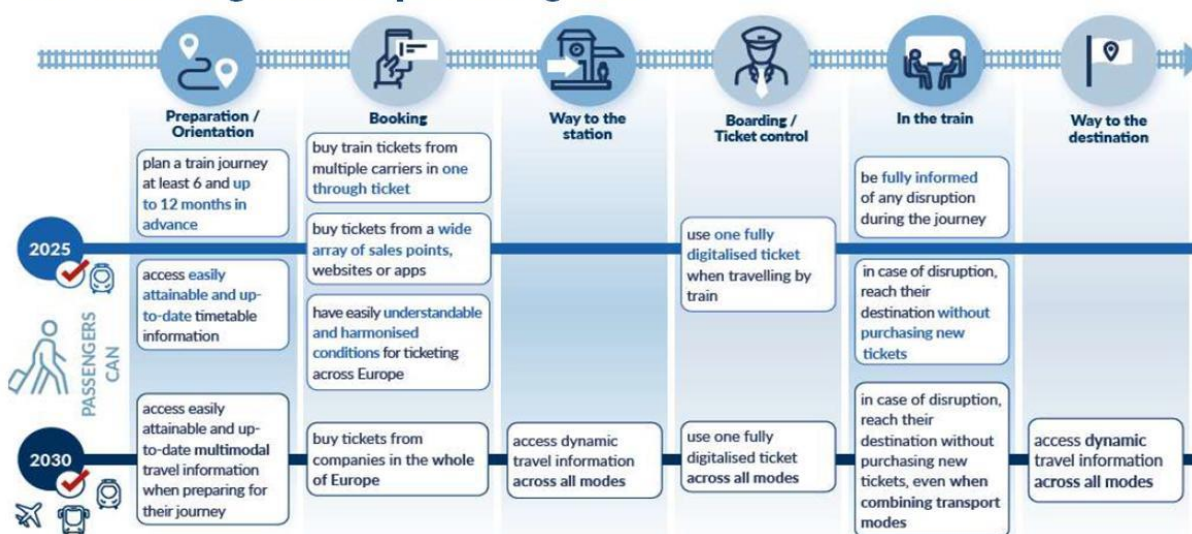 Preparation /
Orientation
Booking
Way to the
station
Boarding /
Ticket control
In the train
Way to the
destination
2025
PASSENGERS
CAN
plan a train journey
at least 6 and up
to 12 months in
advance
access easily
attainable and up-
to-date timetable
information
buy train tickets from
multiple carriers in one
through ticket
buy tickets from a wide
array of sales points,
websites or apps
have easily understandable
and harmonised
conditions for ticketing
across Europe
use one fully
digitalised ticket
when travelling by
train
be fully informed
of any disruption
during the journey
in case of disruption,
reach their
destination without
purchasing new
tickets
2030
access easily
attainable and up-
to-date multimodal
travel information
when preparing for
their journey
buy tickets from
companies in the whole
of Europe
access dynamic
travel information
across all modes
use one fully
digitalised ticket
across all modes
in case of disruption,
reach their
destination without
purchasing new
tickets, even when
combining transport
modes
access dynamic
travel information
across all modes